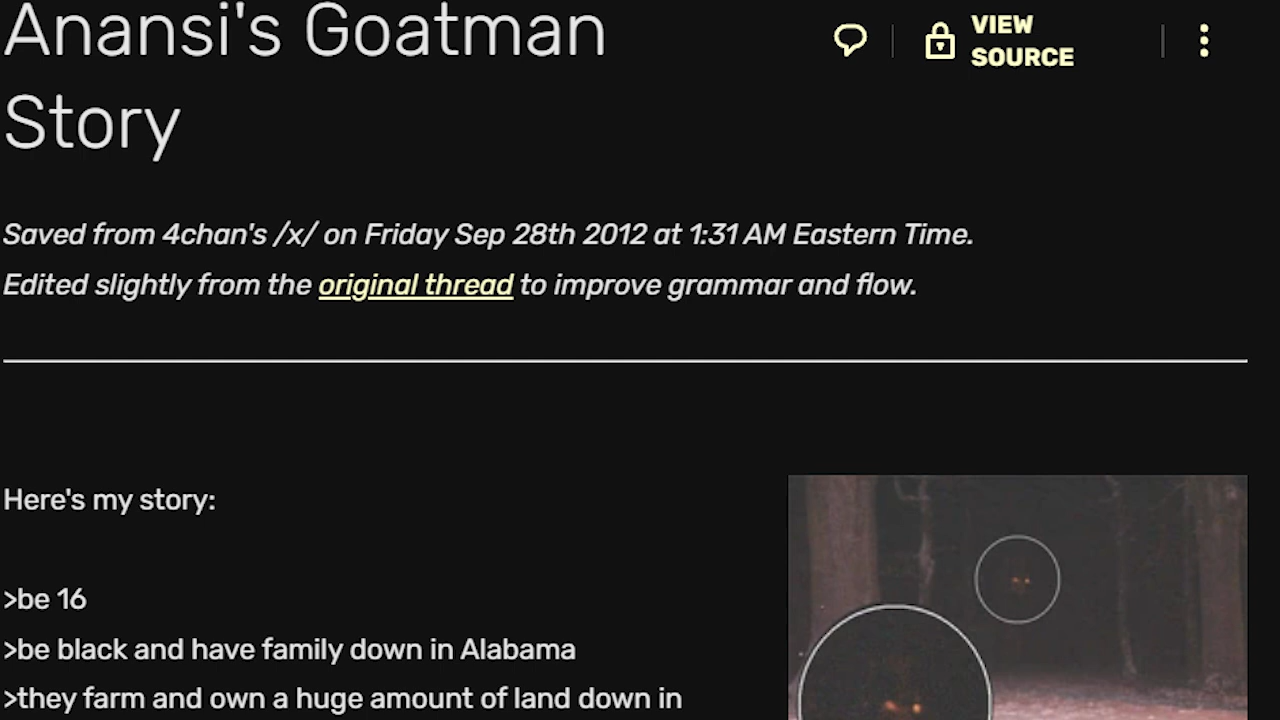 Anansi's Goatman
Story
VIEW
SOURCE
Saved from 4chan's /x/ on Friday Sep 28th 2012 at 1:31 AM Eastern Time.
Edited slightly from the original thread to improve grammar and flow.
Here's my story:
>be 16
>be black and have family down in Alabama
>they farm and own a huge amount of land down in